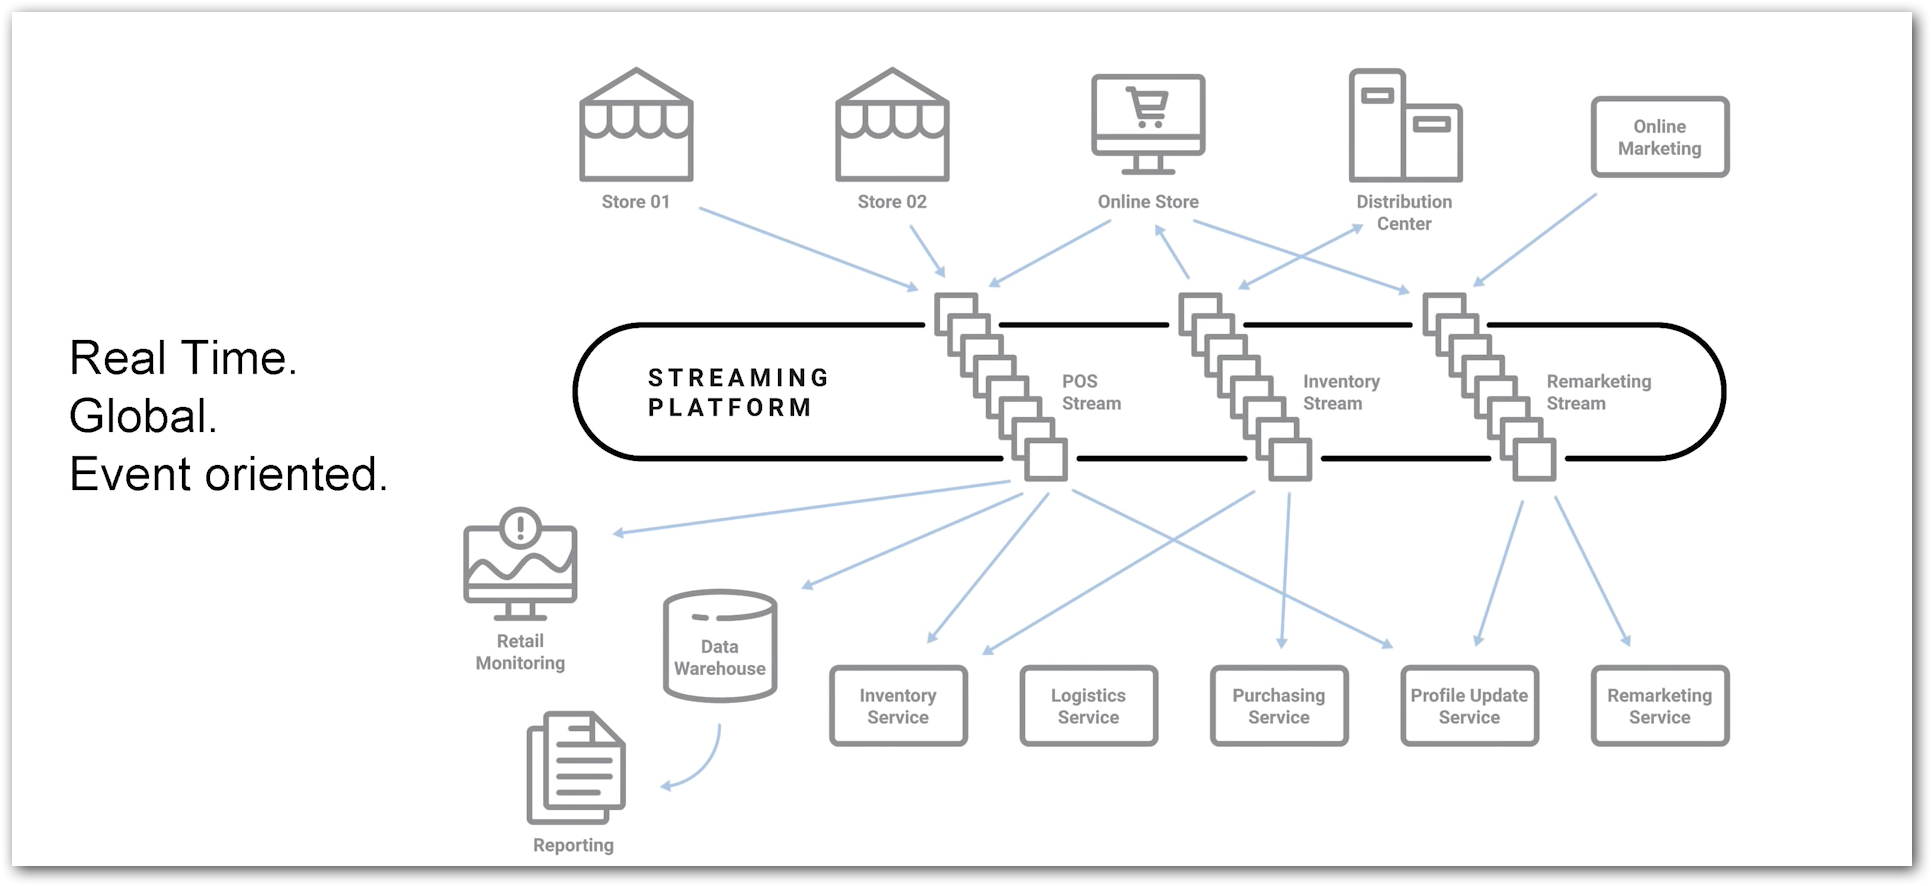 Real Time.
Global.
Event oriented.
Store 01
Store 02
Online Store
Distribution
Center
Online
Marketing
STREAMING
PLATFORM
POS
Stream
Inventory
Stream
Remarketing
Stream
Retail
Monitoring
Data
Warehouse
Reporting
Inventory
Service
Logistics
Service
Purchasing
Service
Profile Update
Service
Remarketing
Service